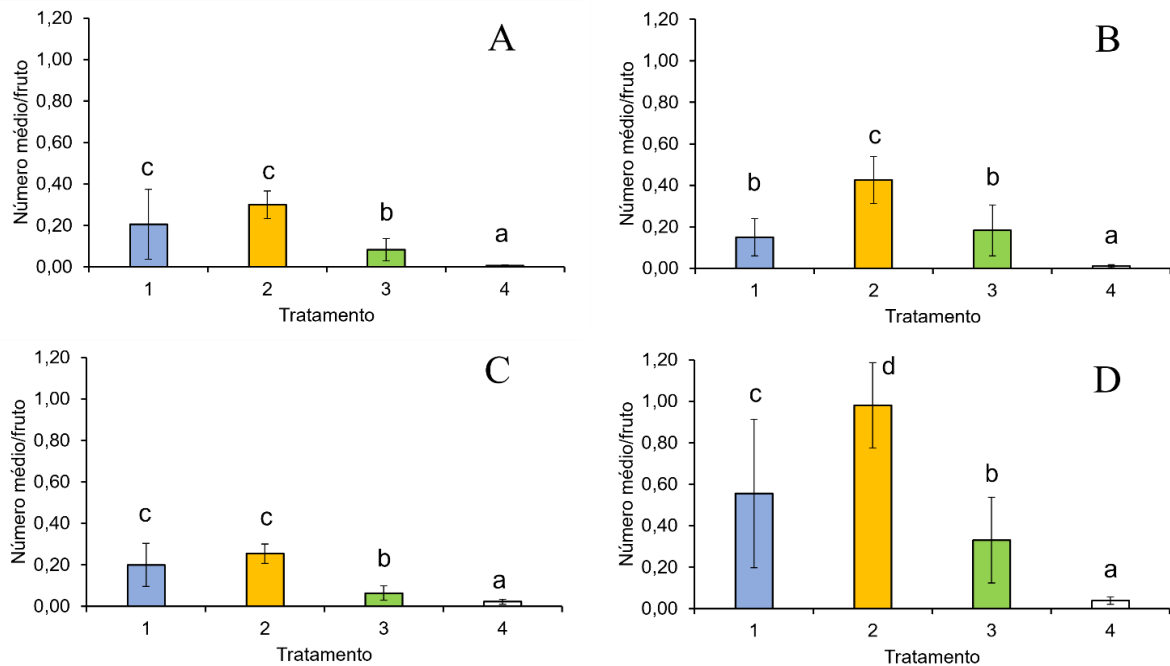 A
Número médio/fruto
1,20
1,00
0,80
0,60
0,40
0,20
0,00
c
c
b
a
1 2 3 4
Tratamento
B
Número médio/fruto
1,20
1,00
0,80
0,60
0,40
0,20
0,00
b
c
b
a
1 2 3 4
Tratamento
C
Número médio/fruto
1,20
1,00
0,80
0,60
0,40
0,20
0,00
c
c
b
a
1 2 3 4
Tratamento
D
Número médio/fruto
1,20
1,00
0,80
0,60
0,40
0,20
0,00
c
d
b
a
1 2 3 4
Tratamento